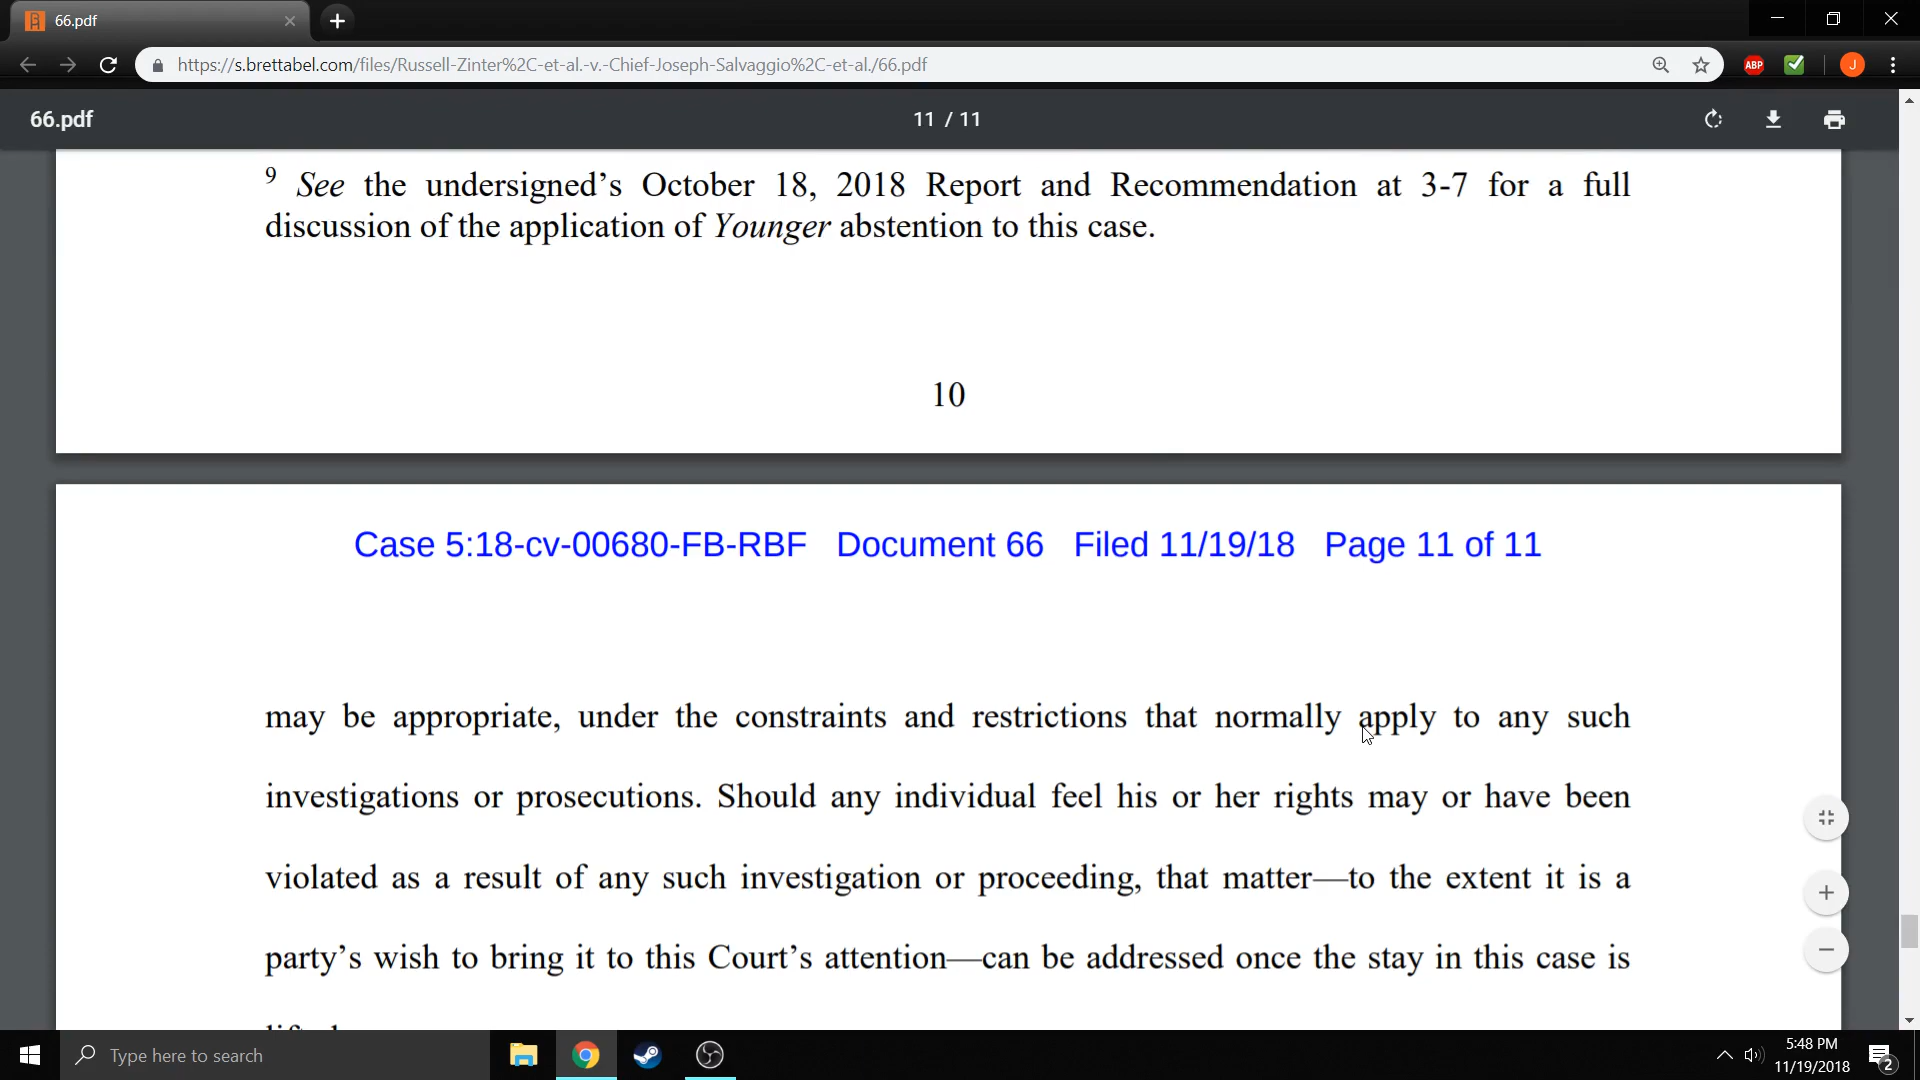 66.pdf
https://s.brettabel.com/files/Russell-Zinter%2C-et-al.-v.-Chief-Joseph-Salvaggio%2C-et-al./66.pdf
ABP
J
66.pdf
11 / 11
9 See the undersigned’s October 18, 2018 Report and Recommendation at 3-7 for a full
discussion of the application of Younger abstention to this case.
10
Case 5:18-cv-00680-FB-RBF Document 66 Filed 11/19/18 Page 11 of 11
may be appropriate, under the constraints and restrictions that normally apply to any such
investigations or prosecutions. Should any individual feel his or her rights may or have been
violated as a result of any such investigation or proceeding, that matter—to the extent it is a
party’s wish to bring it to this Court’s attention—can be addressed once the stay in this case is
Type here to search
5:48 PM
11/19/2018
2